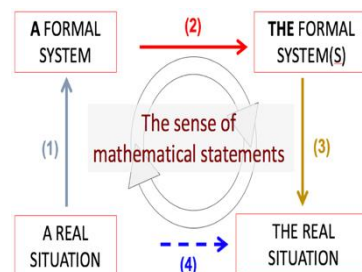 A FORMAL
SYSTEM
(2)
THE FORMAL
SYSTEM(S)
(1)
The sense of
mathematical statements
(3)
A REAL
SITUATION
(4)
THE REAL
SITUATION